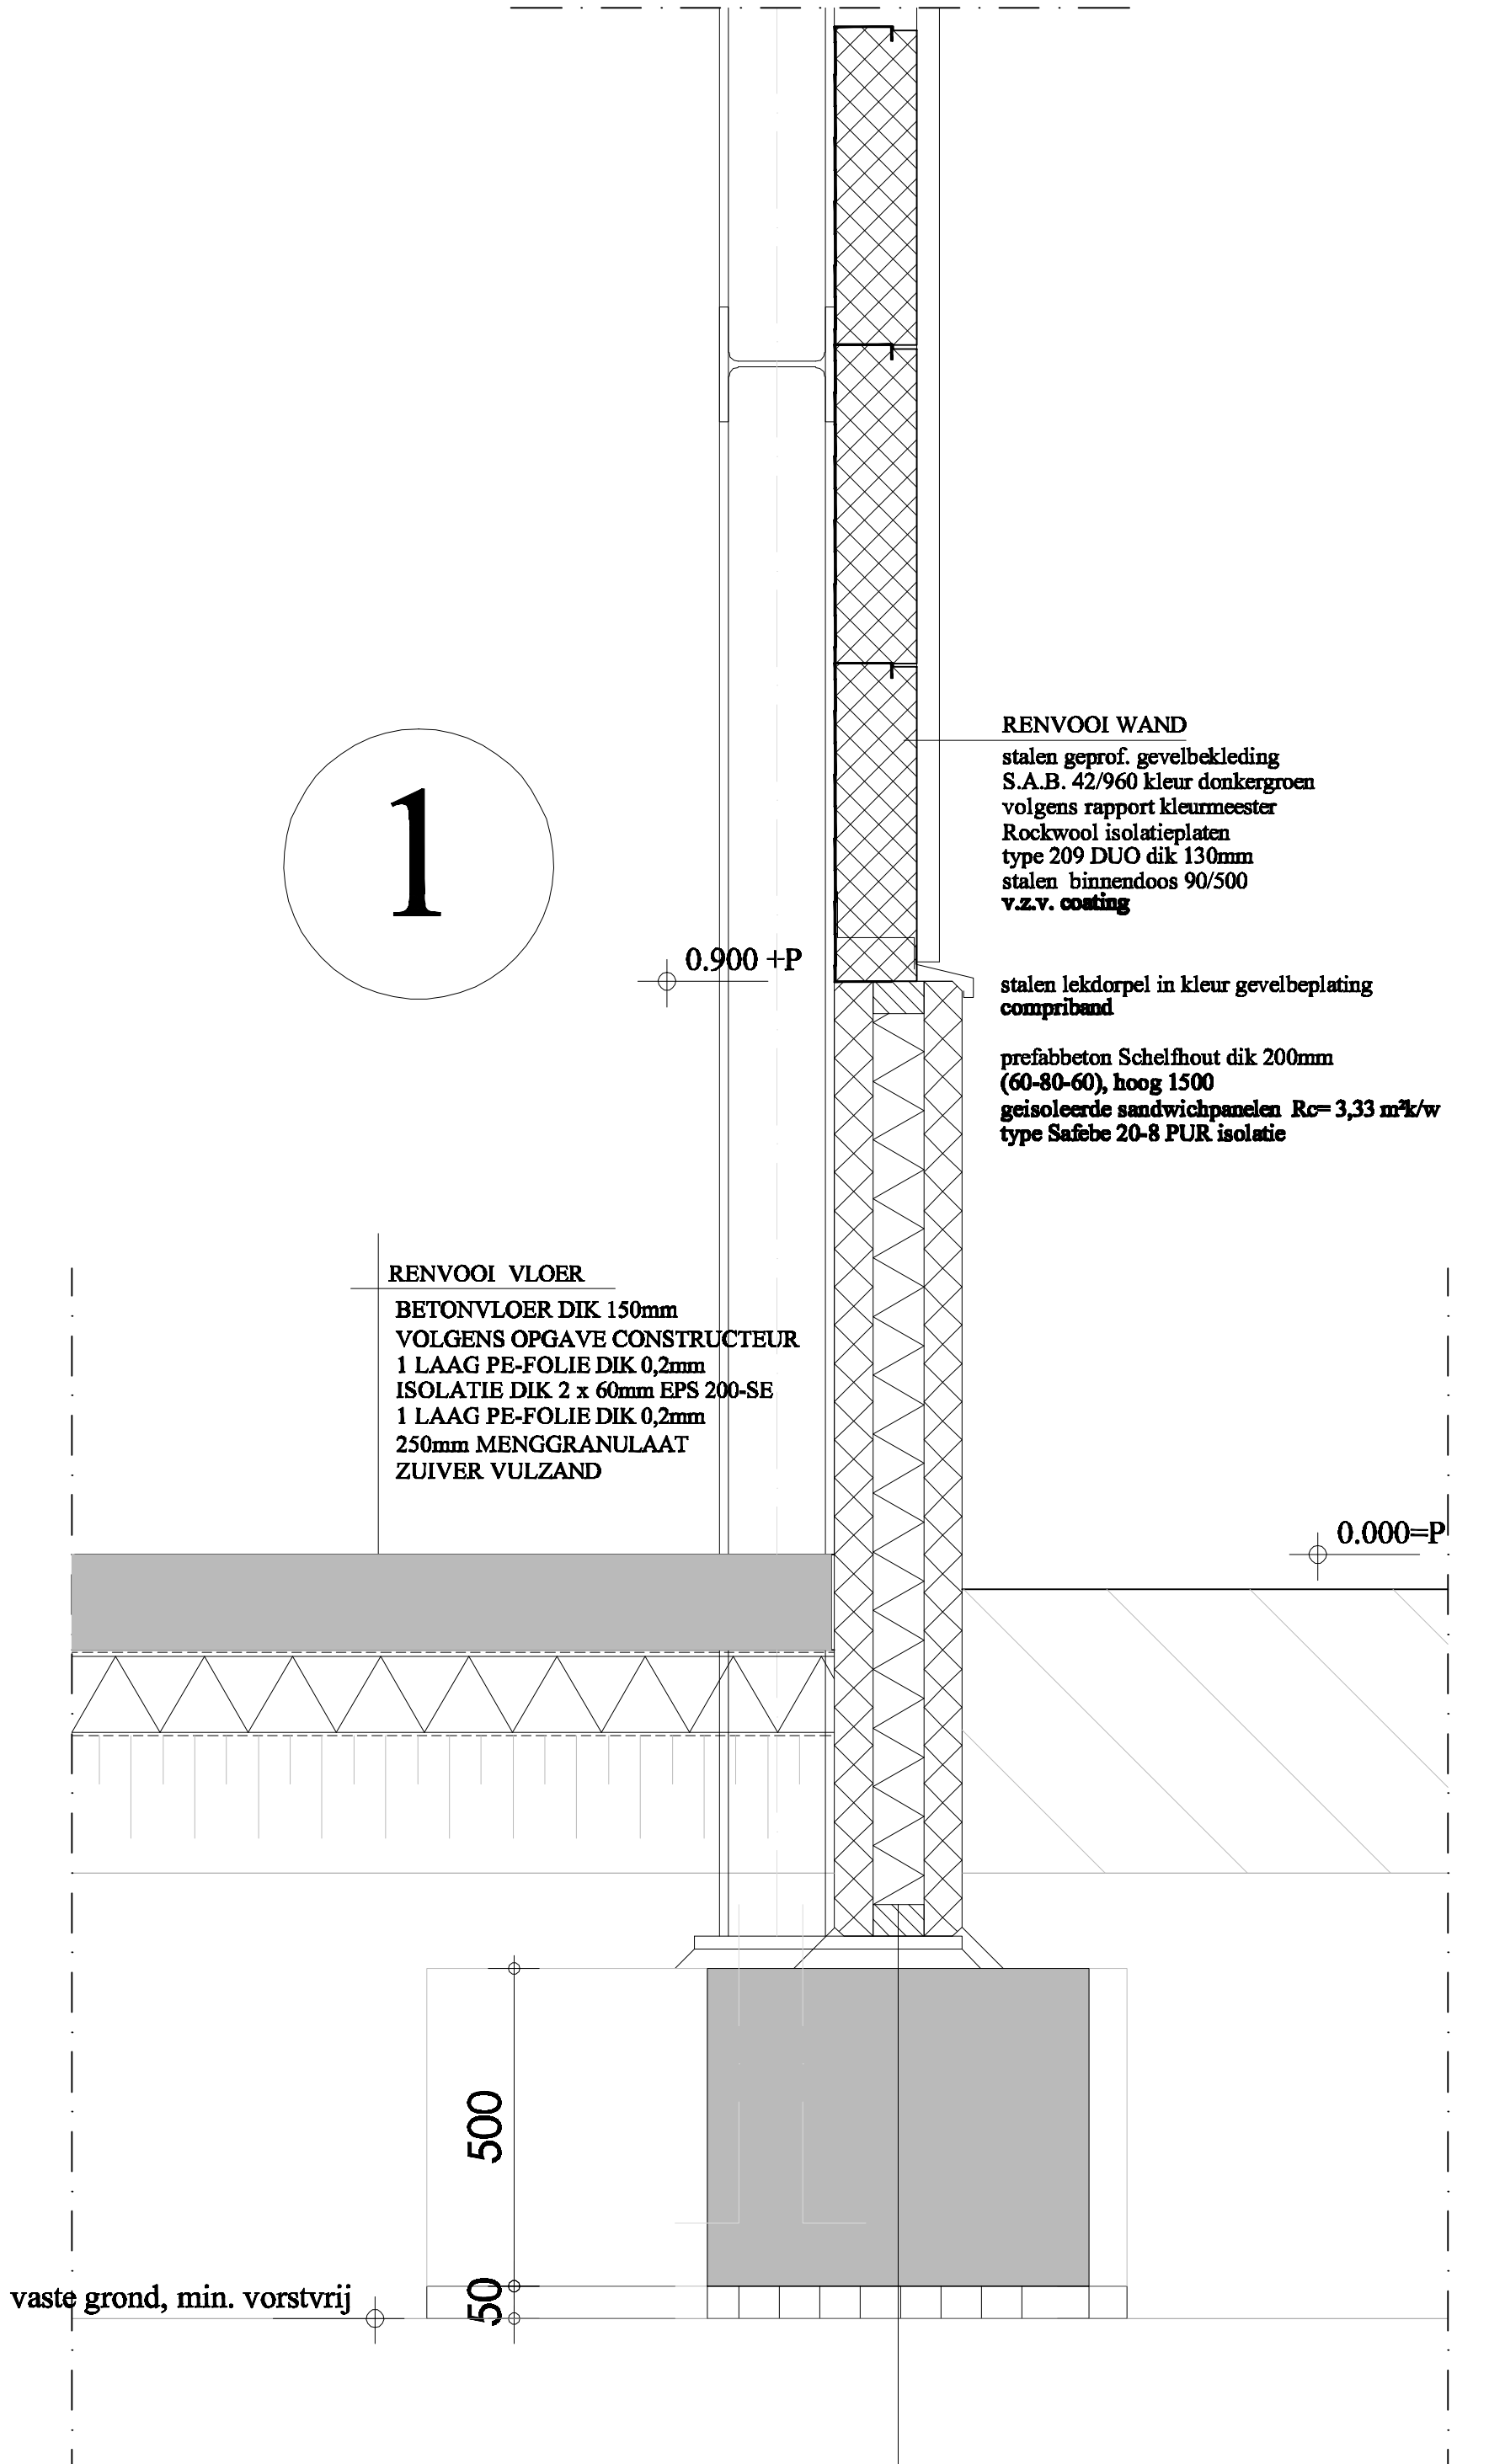 RENVOOI WAND
stalen geprof. gevelbekleding
S.A.B. 42/960 kleur donkergroen
volgens rapport kleurmeester
Rockwool isolatieplaten
type 209 DUO dik 130mm
stalen binnendoos 90/500
v.z.v. coating
1
0.900 +P
stalen lekdorpel in kleur gevelbeplating
compriband
prefabbeton Schelfhout dik 200mm
(60-80-60), hoog 1500
geisoleerde sandwichpanelen Rc= 3,33 m²k/w
type Safebe 20-8 PUR isolatie
RENVOOI VLOER
BETONVLOER DIK 150mm
VOLGENS OPGAVE CONSTRUCTEUR
1 LAAG PE-FOLIE DIK 0,2mm
ISOLATIE DIK 2 x 60mm EPS 200-SE
1 LAAG PE-FOLIE DIK 0,2mm
250mm MENGGRANULAAT
ZUIVER VULZAND
0.000=P
500
50
vaste grond, min. vorstvrij